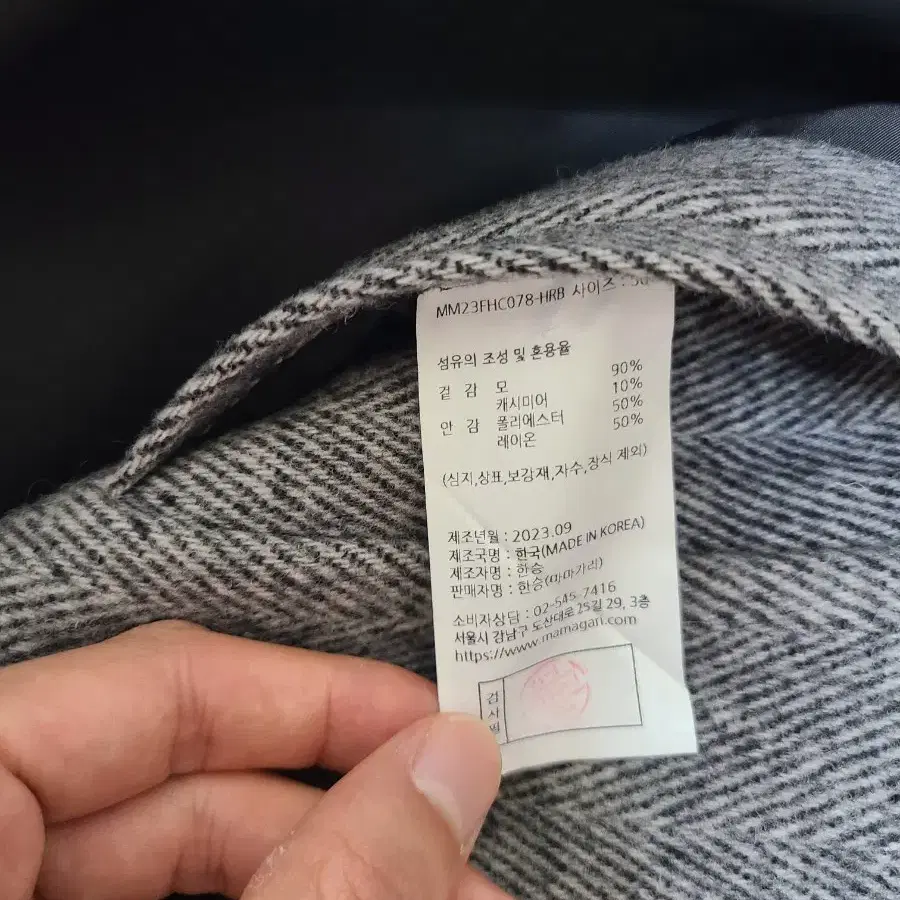 MM23FHC078-HRB 사이즈 :
섬유의 조성 및 혼용율
겉 감 모 90%
캐시미어 10%
안 감 폴리에스터 50%
레이온 50%
(심지,상표,보강재,자수,장식 제외)
제조년월 : 2023.09
제조국명 : 한국(MADE IN KOREA)
제조자명 : 한승
판매자명 : 한승(마마가리)
소비자상담 : 02-545-7416
서울시 강남구 도산대로 25길 29, 3층
https://www.mamagari.com
검
사
필